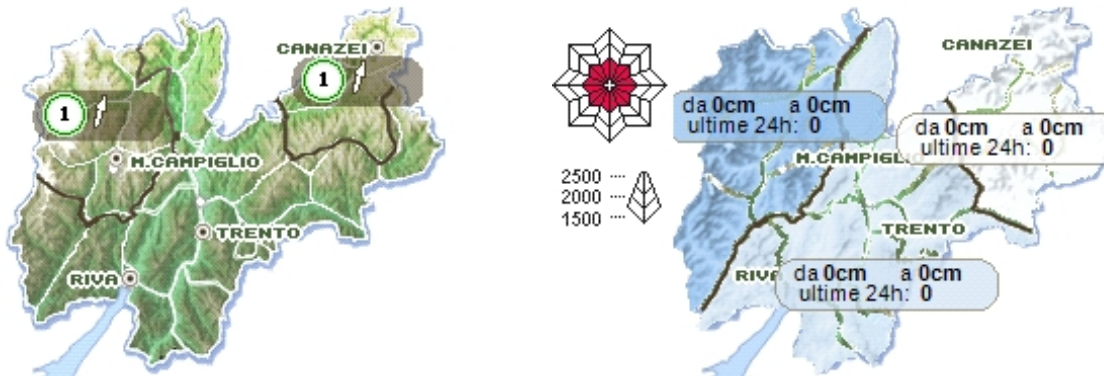 CANAZEI
1
1
M.CAMPIGLIO
TRENTO
RIVA
2500
2000
1500
CANAZEI
da 0cm a 0cm
ultime 24h: 0
da 0cm a 0cm
ultime 24h: 0
M.CAMPIGLIO
TRENTO
RIVA
da 0cm a 0cm
ultime 24h: 0